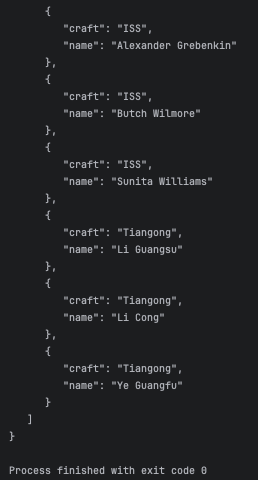 {
"craft": "ISS",
"name": "Alexander Grebenkin"
},
{
"craft": "ISS",
"name": "Butch Wilmore"
},
{
"craft": "ISS",
"name": "Sunita Williams"
},
{
"craft": "Tiangong",
"name": "Li Guangsu"
},
{
"craft": "Tiangong",
"name": "Li Cong"
},
{
"craft": "Tiangong",
"name": "Ye Guangfu"
}
]
}
Process finished with exit code 0